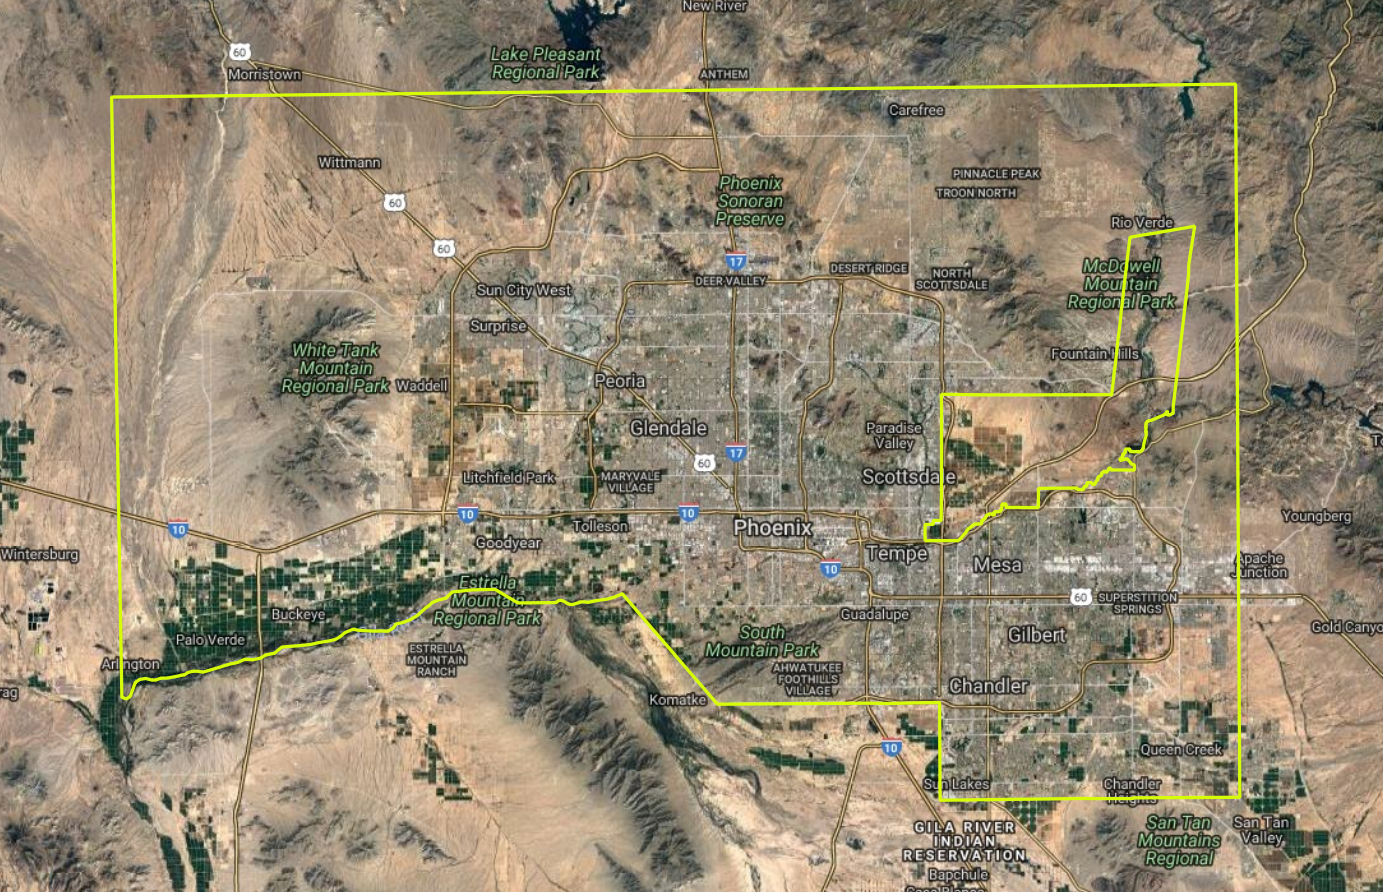 New River
60
Morristown
Lake Pleasant
Regional Park
ANTHEM
Carefree
Wittmann
PINNACLE PEAK
TROON NORTH
Phoenix
Sonoran
Preserve
60
Rio Verde
60
17
DESERT RIDGE
NORTH
SCOTTSDALE
McDowell
Mountain
Regional Park
DEER VALLEY
Sun City West
Surprise
White Tank
Mountain
Regional Park
Waddell
Peoria
Fountain Hills
Glendale
Paradise
Valley
17
60
Scottsdale
Litchfield Park
MARYVALE
VILLAGE
10
10
10
Tolleson
Phoenix
Youngberg
Wintersburg
Goodyear
Tempe
Mesa
Apache
Junction
10
Estrella
Mountain
Regional Park
60
SUPERSTITION
SPRINGS
Buckeye
Guadalupe
Gilbert
Gold Canyo
Palo Verde
South
Mountain Park
Arlington
ESTRELLA
MOUNTAIN
RANCH
AHWATUKEE
FOOTHILLS
VILLAGE
rag
Komatke
Chandler
10
Queen Creek
Sun Lakes
Chandler
Heights
San Tan
Mountains
Regional
San Tan
Valley
GILA RIVER
INDIAN
RESERVATION
Bapchule